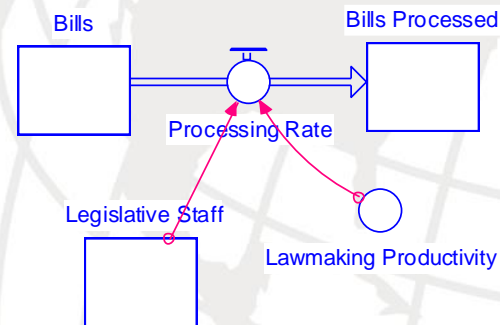 Bills
Bills Processed
Processing Rate
Legislative Staff
Lawmaking Productivity